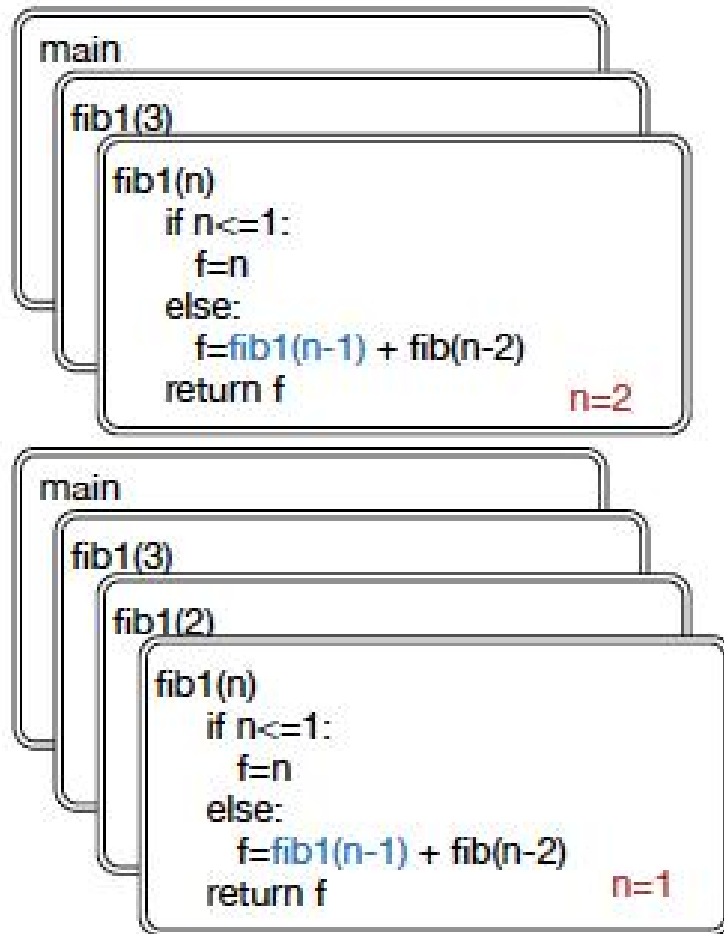 main
fib1(3)
fib1(n)
if n<=1:
f=n
else:
f=fib1(n-1) + fib(n-2)
return f
n=2
main
fib1(3)
fib1(2)
fib1(n)
if n<=1:
f=n
else:
f=fib1(n-1) + fib(n-2)
return f
n=1